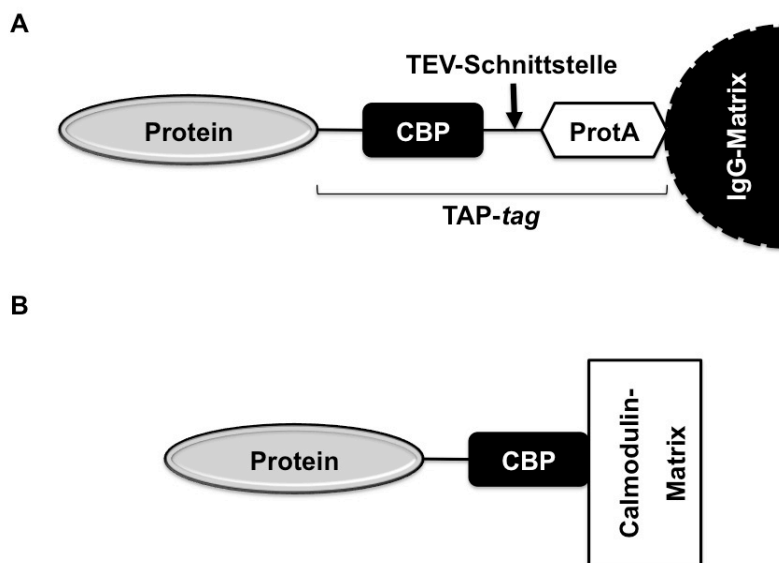 A
TEV-Schnittstelle
Protein
CBP
ProtA
IgG-Matrix
TAP-tag
B
Protein
CBP
Calmodulin-
Matrix